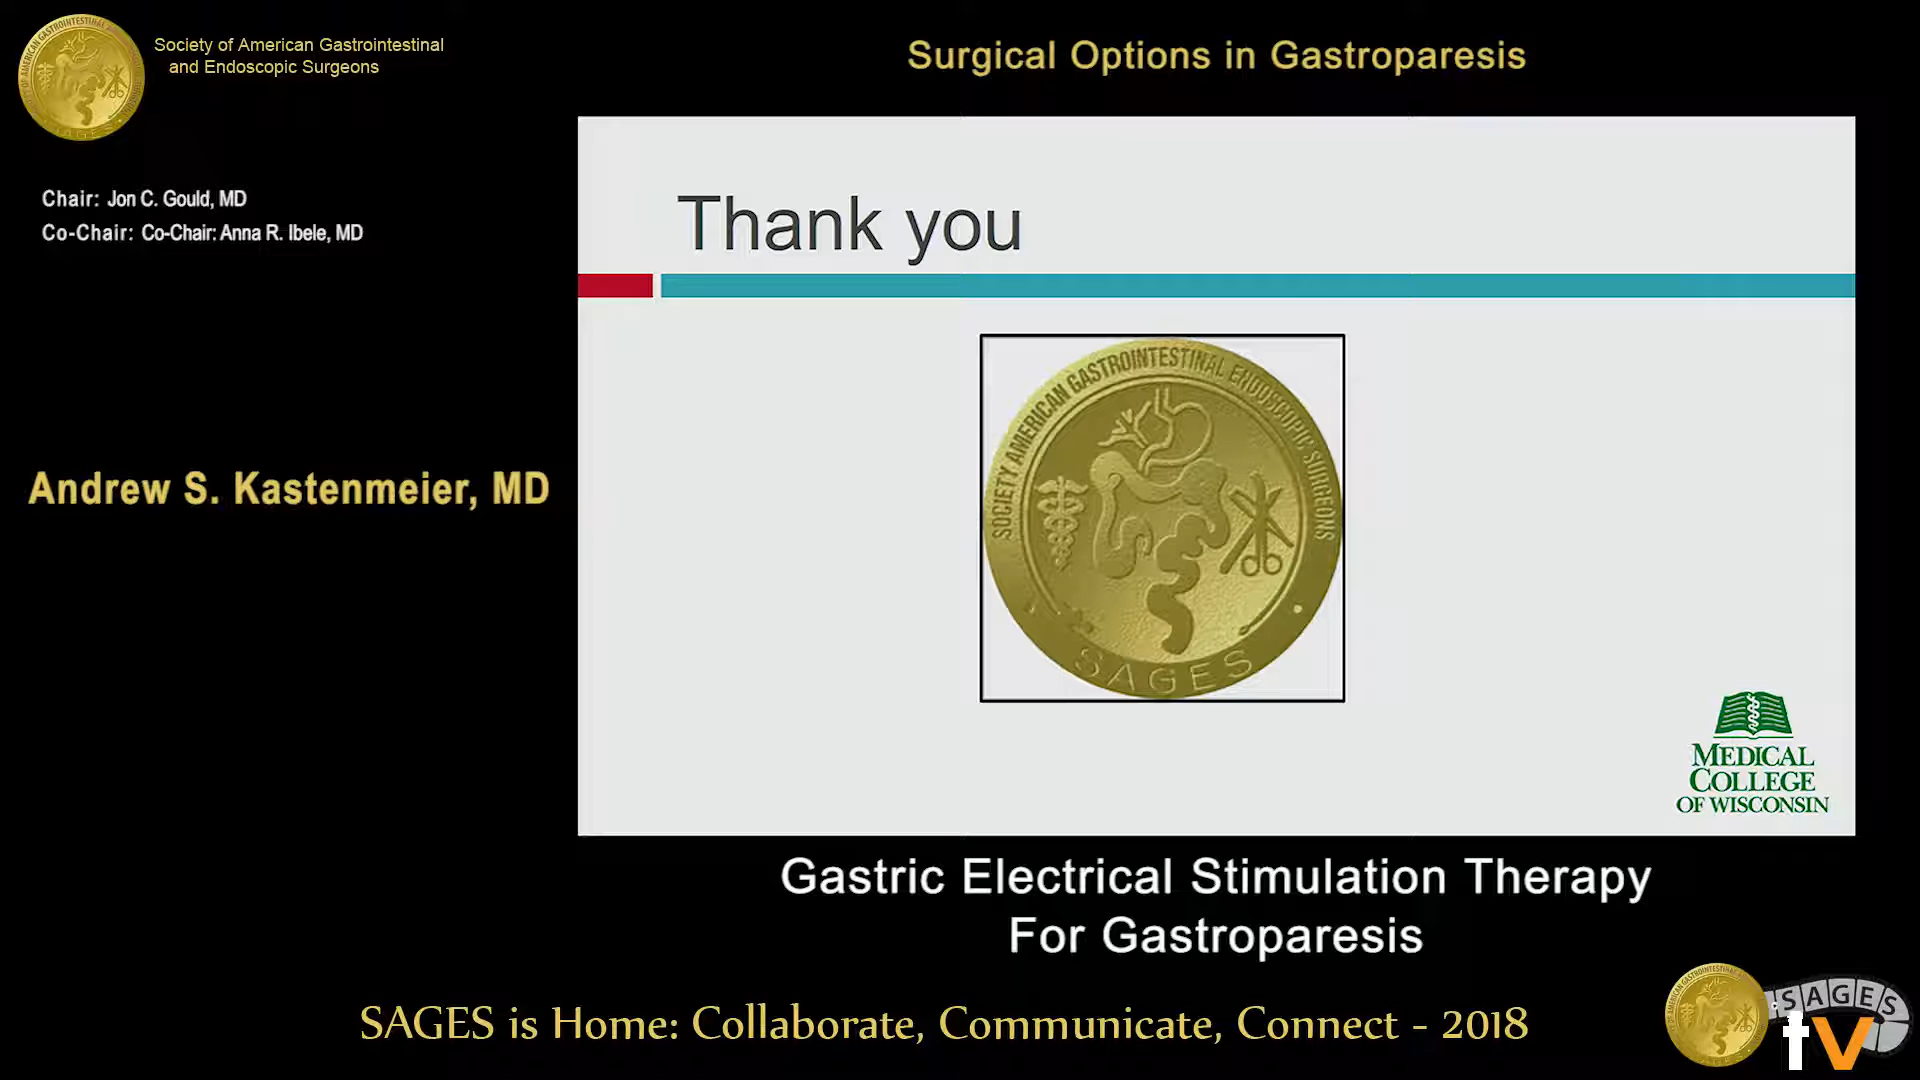 Society of American Gastrointestinal
and Endoscopic Surgeons
Surgical Options in Gastroparesis
Chair: Jon C. Gould, MD
Co-Chair: Co-Chair: Anna R. Ibele, MD
Thank you
SOCIETY AMERICAN GASTROINTESTINAL ENDOSCOPIC SURGEONS
SAGES
Andrew S. Kastenmeier, MD
MEDICAL
COLLEGE
OF WISCONSIN
Gastric Electrical Stimulation Therapy
For Gastroparesis
SAGES is Home: Collaborate, Communicate, Connect - 2018
SAGES
tv